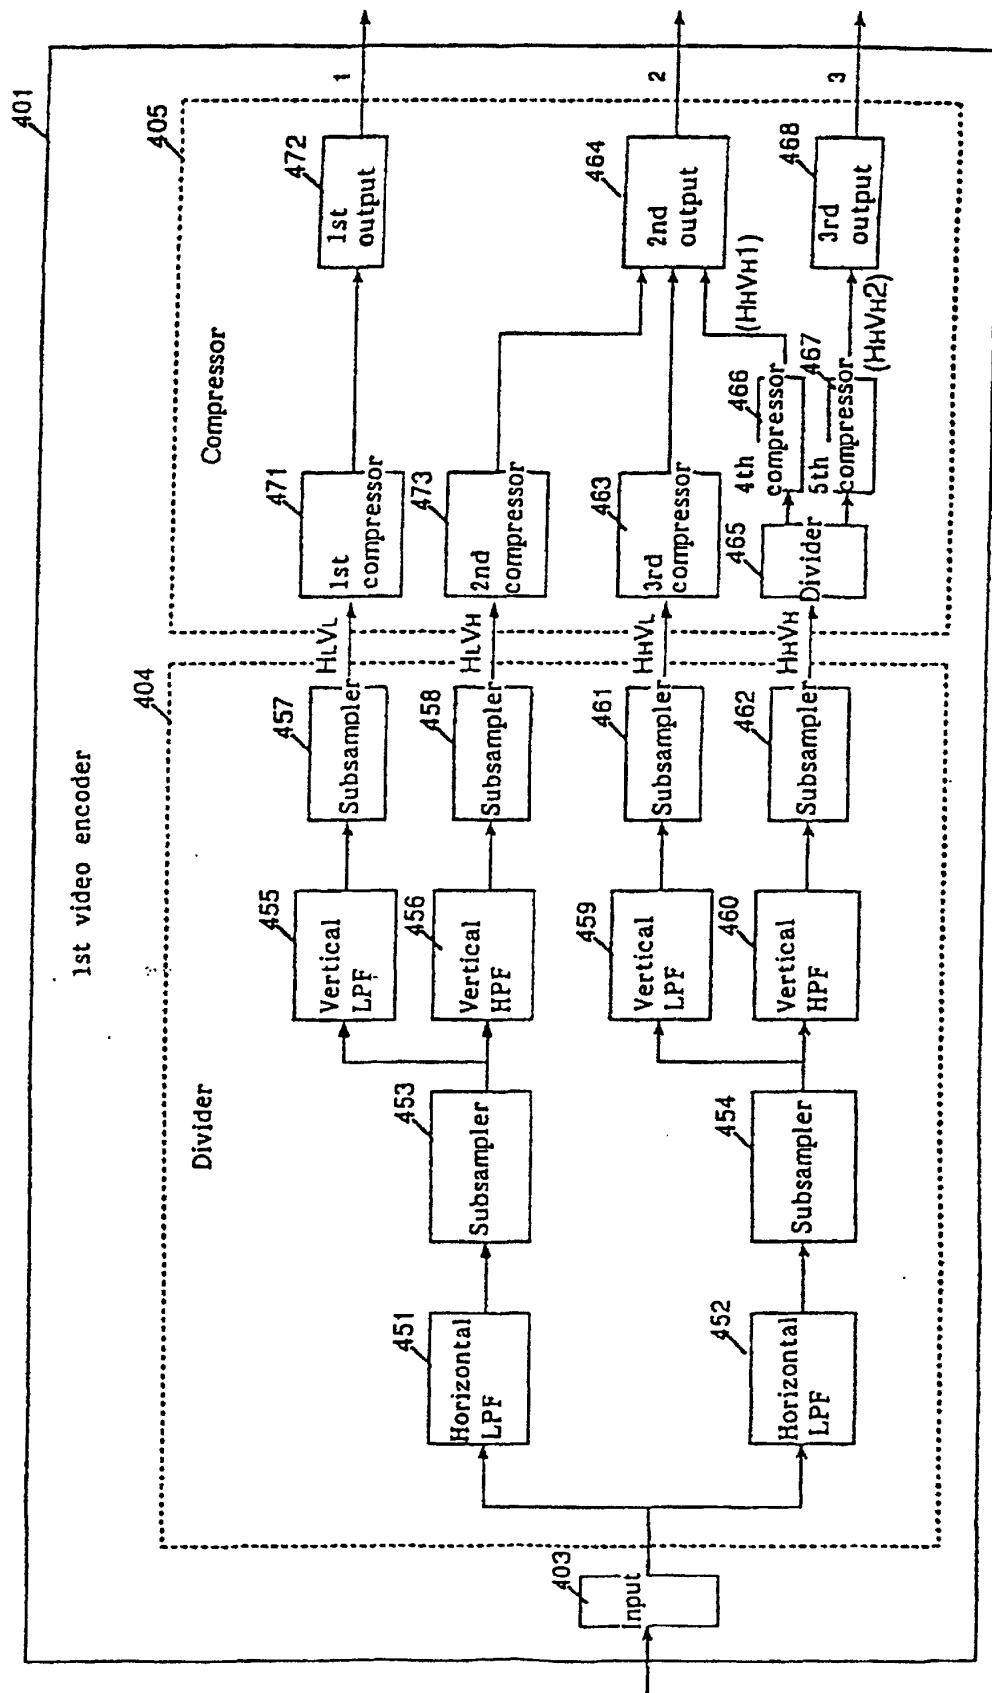 1st video encoder
401
404
Divider
405
Compressor
403
Input
451
Horizontal
LPF
452
Horizontal
LPF
453
Subsampler
454
Subsampler
455
Vertical
LPF
456
Vertical
HPF
459
Vertical
LPF
460
Vertical
HPF
457
Subsampler
458
Subsampler
461
Subsampler
462
Subsampler
HLVL
HLVH
HHVL
HHVH
471
1st
compressor
473
2nd
compressor
463
3rd
compressor
465
Divider
466
4th
compressor
467
5th
compressor
(HHVH1)
(HHVH2)
472
1st
output
464
2nd
output
468
3rd
output
1
2
3